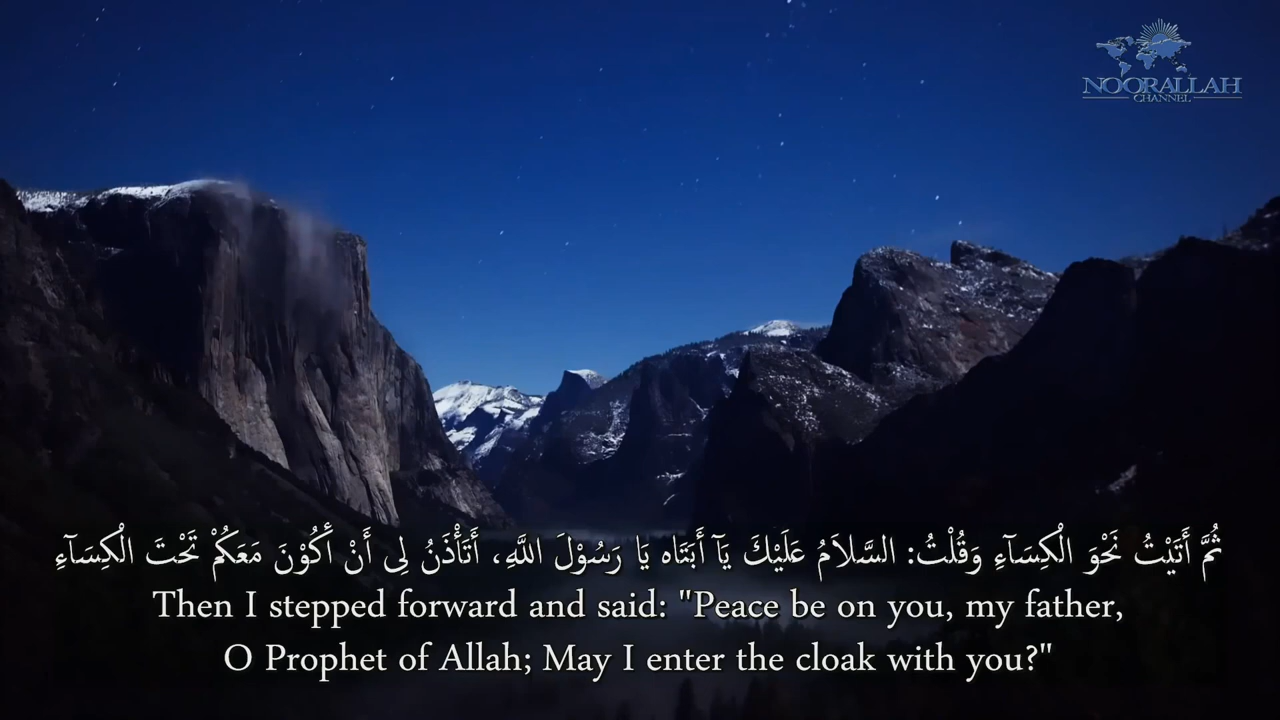 NOORALLAH
CHANNEL
ثُمَّ أَتَيْتُ نَحْوَ الْكِسَآءِ وَقُلْتُ: السَّلاَمُ عَلَيْكَ يَآ أَبَتَاه يَا رَسُوْلَ اللَّهِ، أَتَأْذَنُ لِى أَنْ أَكُوْنَ مَعَكُمْ تَحْتَ الْكِسَآءِ
Then I stepped forward and said: "Peace be on you, my father,
O Prophet of Allah; May I enter the cloak with you?"